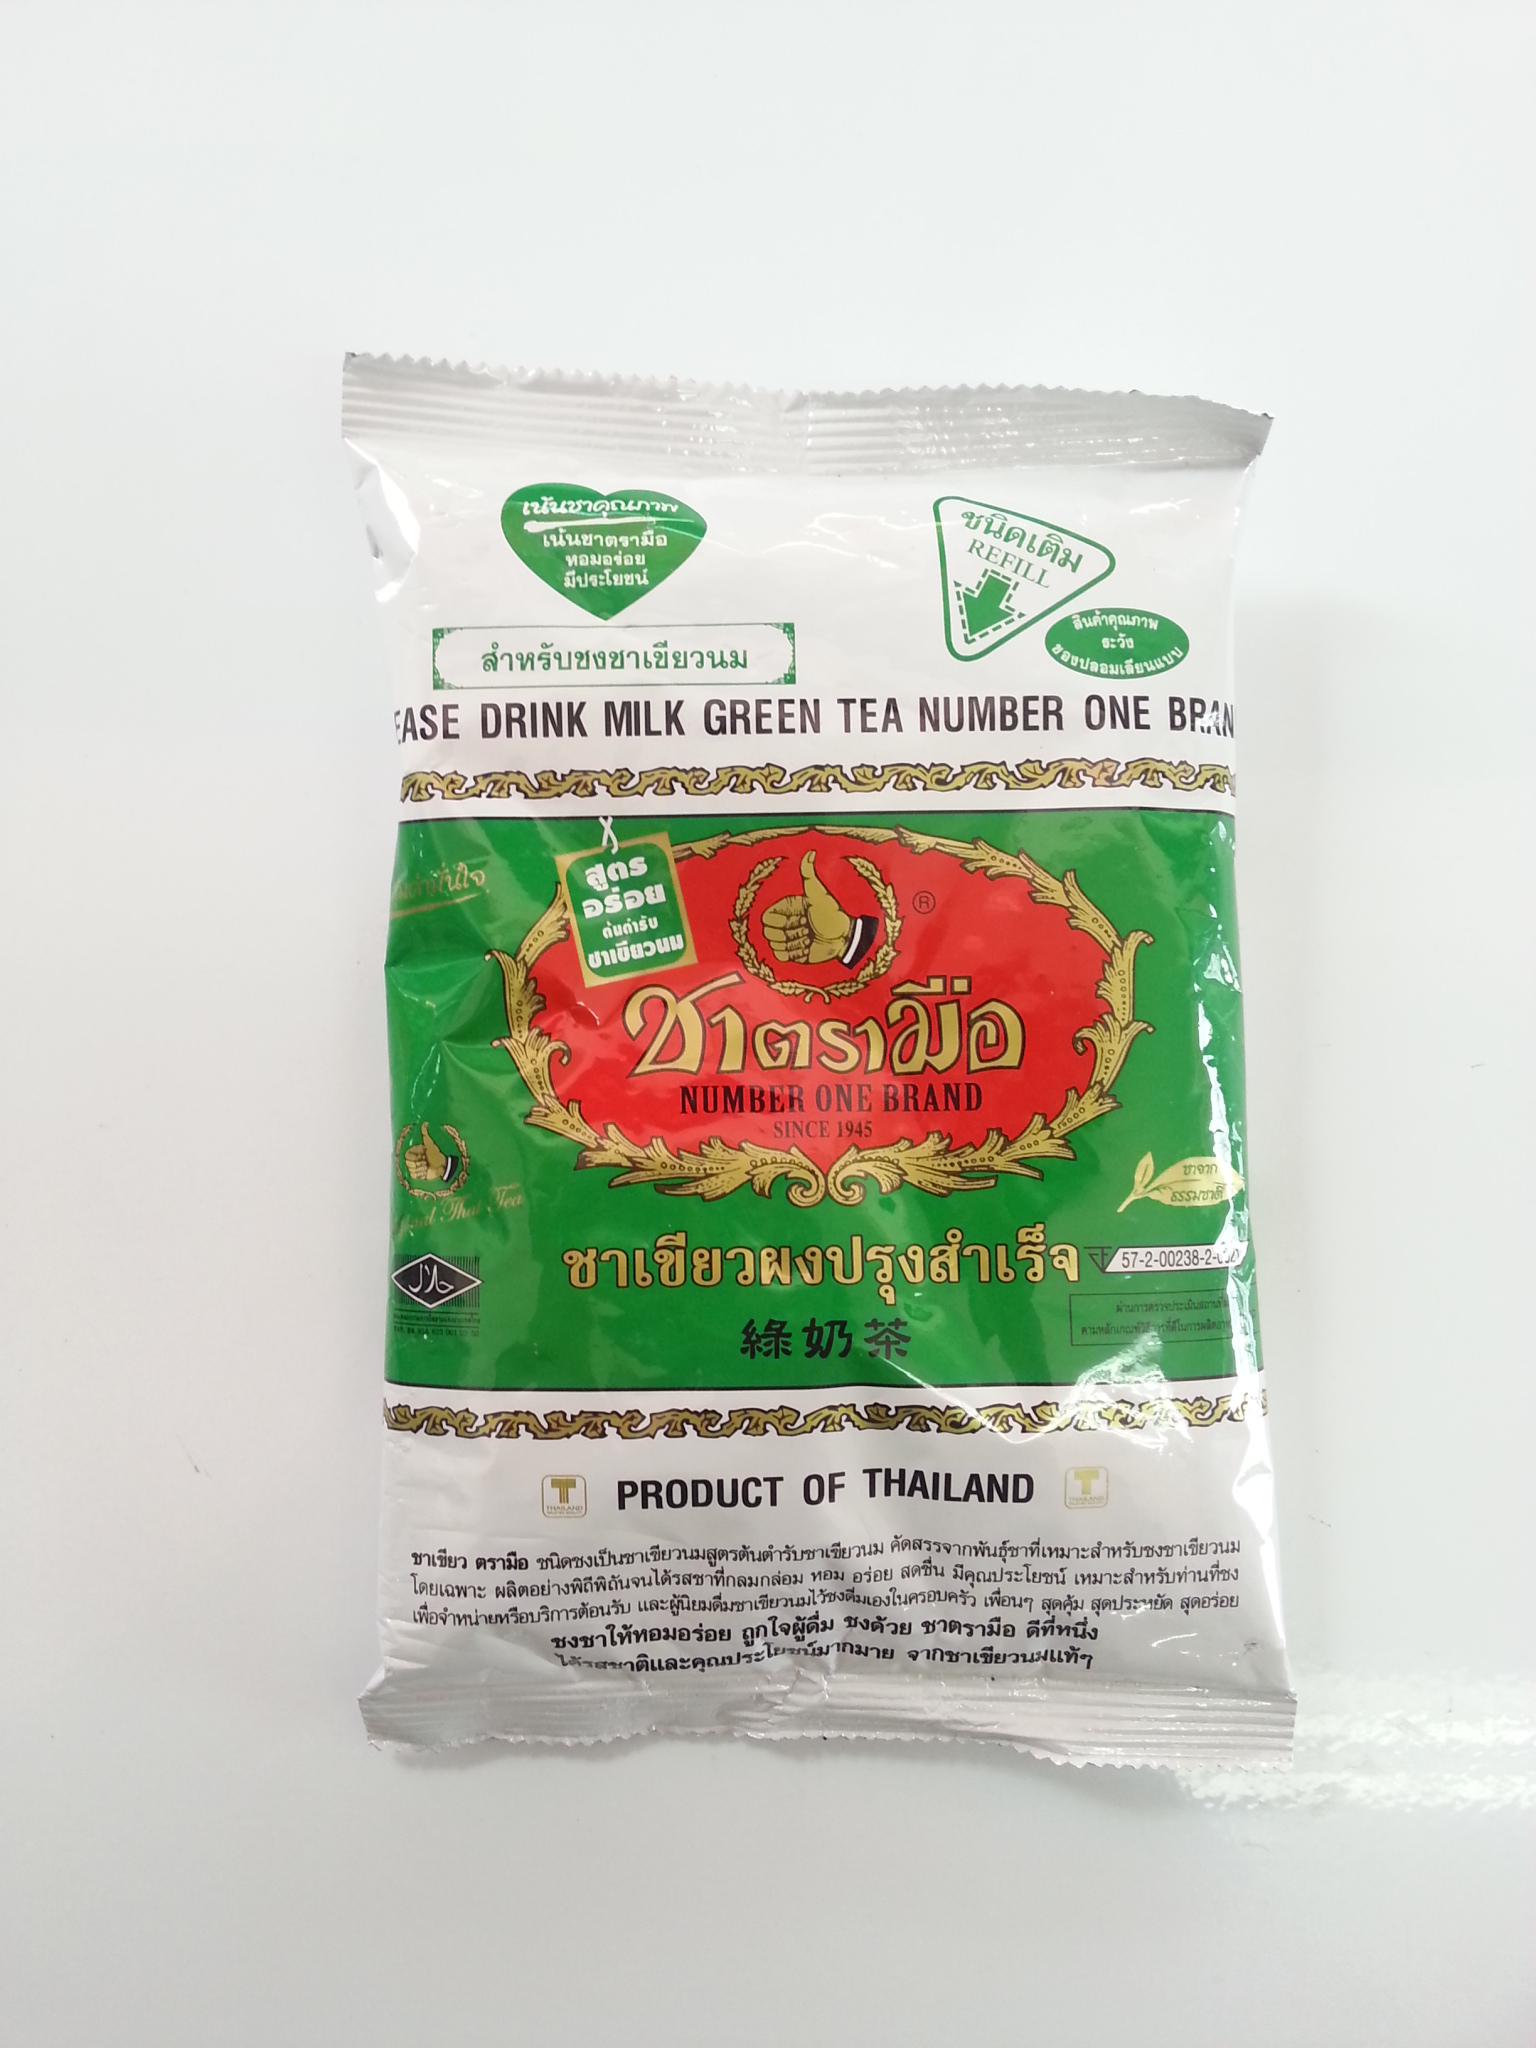 เน้นชาคุณภาพ
เน้นชาตรามือ
หอมอร่อย
มีประโยชน์
ชนิดเติม
REFILL
สินค้าคุณภาพ
ระวัง
ของปลอมเลียนแบบ
สำหรับชงชาเขียวนม
DRINK MILK GREEN TEA NUMBER ONE
สูตร
อร่อย
ต้นตำรับ
ชาเขียวนม
®
ชาตรามือ
NUMBER ONE BRAND
SINCE 1945
Thai Tea
ชาจาก
ธรรมชาติ
ชาเขียวผงปรุงสำเร็จ
綠奶茶
حلال
PRODUCT OF THAILAND
THAILAND
THAILAND
ชาเขียว ตรามือ ชนิดชงเป็นชาเขียวนมสูตรต้นตำรับชาเขียวนม คัดสรรจากพันธุ์ชาที่เหมาะสำหรับชงชาเขียวนม
โดยเฉพาะ ผลิตอย่างพิถีพิถันจนได้รสชาที่กลมกล่อม หอม อร่อย สดชื่น มีคุณประโยชน์ เหมาะสำหรับท่านที่ชง
เพื่อจำหน่ายหรือบริการต้อนรับ และผู้นิยมดื่มชาเขียวนมไว้ชงดื่มเองในครอบครัว เพื่อนๆ สุดคุ้ม สุดประหยัด สุดอร่อย
ชงชาให้หอมอร่อย ถูกใจผู้ดื่ม ชงด้วย ชาตรามือ ดีที่หนึ่ง
ได้รสชาติและคุณประโยชน์มากมาย จากชาเขียวนมแท้ๆ